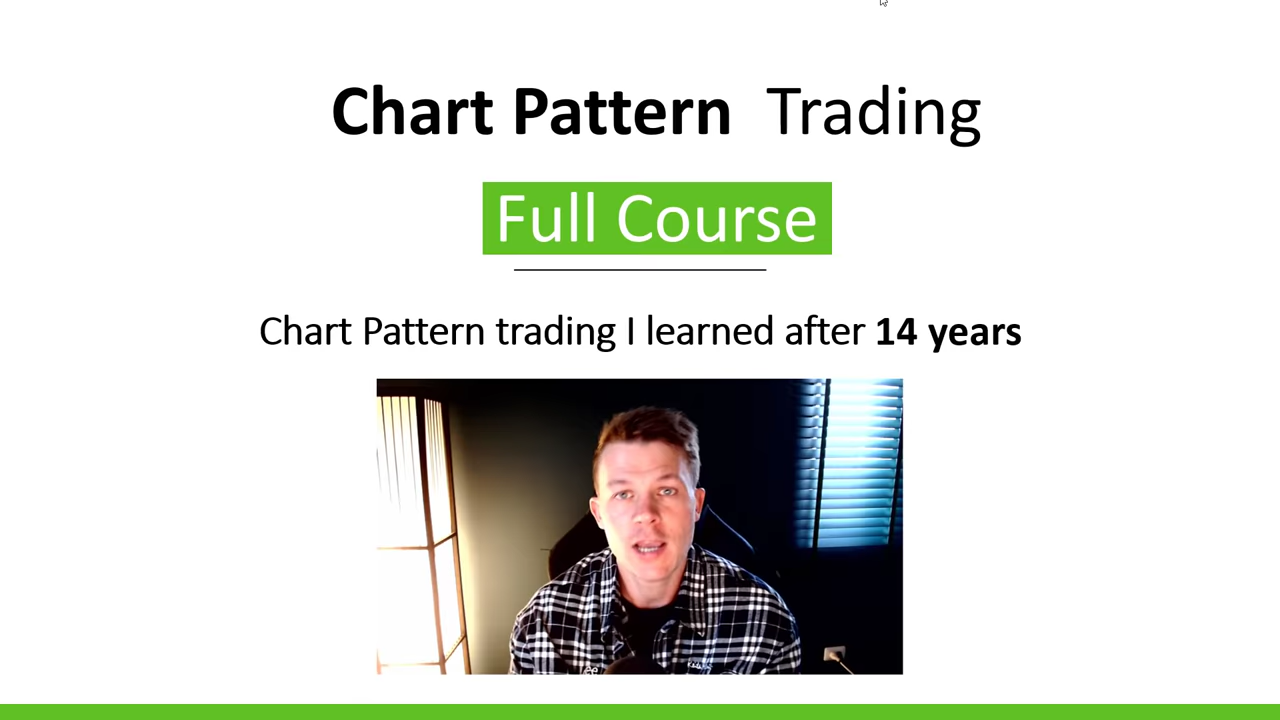 Chart Pattern Trading
Full Course
Chart Pattern trading I learned after 14 years